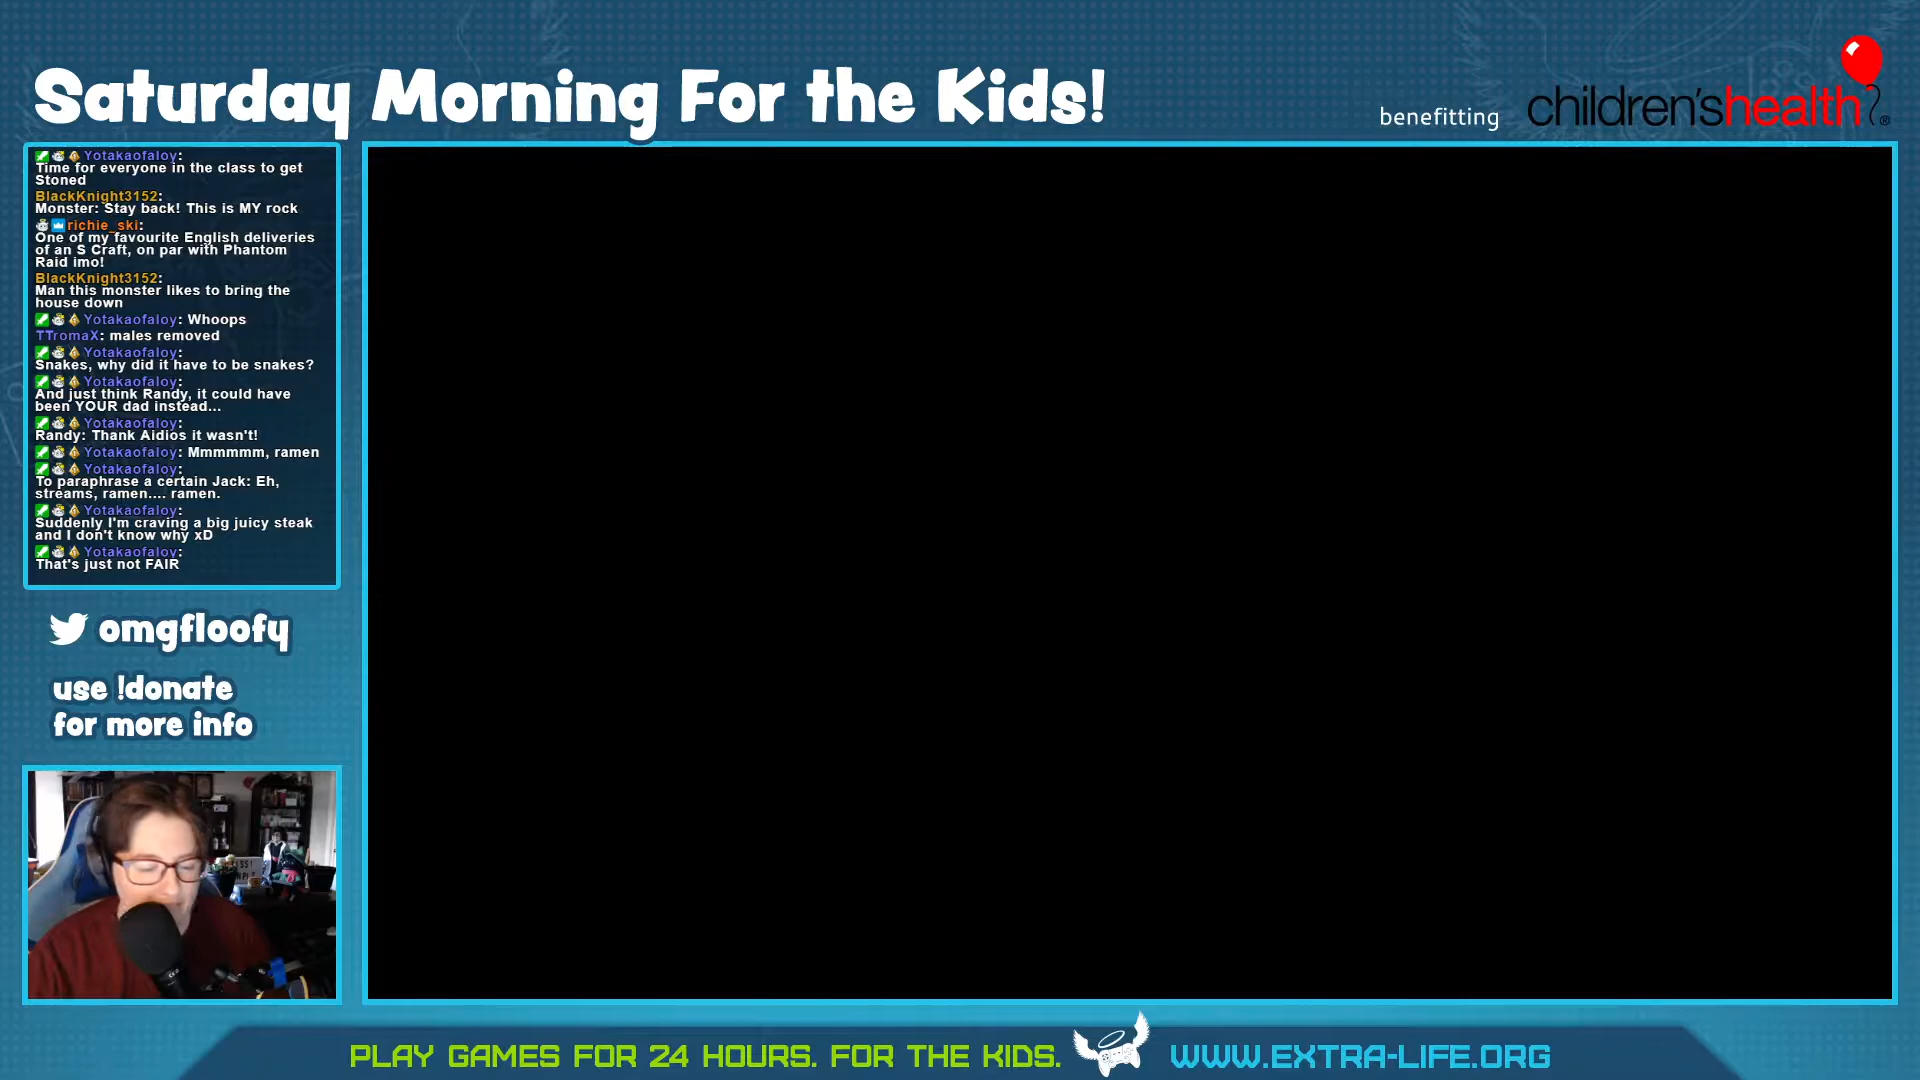 Saturday Morning For the Kids!
benefitting
children'shealth®
Yotakaofaloy:
Time for everyone in the class to get
Stoned
BlackKnight3152:
Monster: Stay back! This is MY rock
richie_ski:
One of my favourite English deliveries
of an S Craft, on par with Phantom
Raid imo!
BlackKnight3152:
Man this monster likes to bring the
house down
Yotakaofaloy: Whoops
TTromaX: males removed
Yotakaofaloy:
Snakes, why did it have to be snakes?
Yotakaofaloy:
And just think Randy, it could have
been YOUR dad instead...
Yotakaofaloy:
Randy: Thank Aidios it wasn't!
Yotakaofaloy: Mmmmmm, ramen
Yotakaofaloy:
To paraphrase a certain Jack: Eh,
streams, ramen.... ramen.
Yotakaofaloy:
Suddenly I'm craving a big juicy steak
and I don't know why xD
Yotakaofaloy:
That's just not FAIR
omgfloofy
use !donate
for more info
PLAY GAMES FOR 24 HOURS. FOR THE KIDS.
WWW.EXTRA-LIFE.ORG